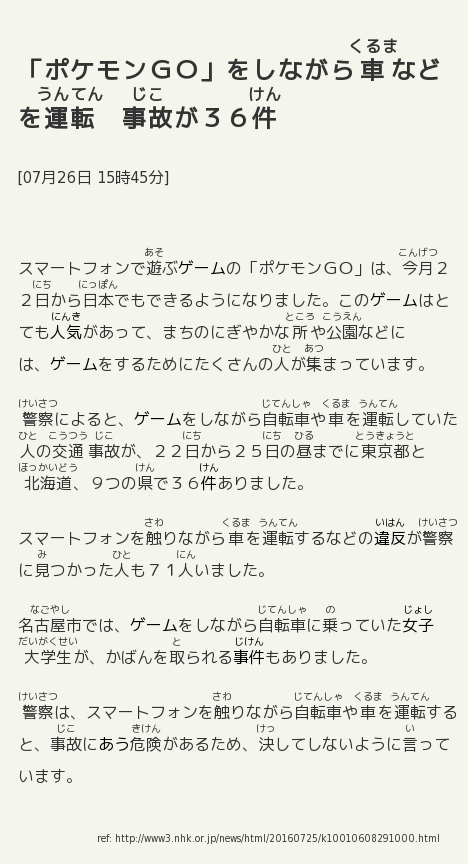 「ポケモンＧＯ」をしながら車など
を運転　事故が３６件
[07月26日 15時45分]
スマートフォンで遊ぶゲームの「ポケモンＧＯ」は、今月２
２日から日本でもできるようになりました。このゲームはと
ても人気があって、まちのにぎやかな所や公園などに
は、ゲームをするためにたくさんの人が集まっています。
警察によると、ゲームをしながら自転車や車を運転していた
人の交通事故が、２２日から２５日の昼までに東京都と
北海道、９つの県で３６件ありました。
スマートフォンを触りながら車を運転するなどの違反が警察
に見つかった人も７１人いました。
名古屋市では、ゲームをしながら自転車に乗っていた女子
大学生が、かばんを取られる事件もありました。
警察は、スマートフォンを触りながら自転車や車を運転する
と、事故にあう危険があるため、決してしないように言って
います。
ref: http://www3.nhk.or.jp/news/html/20160725/k10010608291000.html